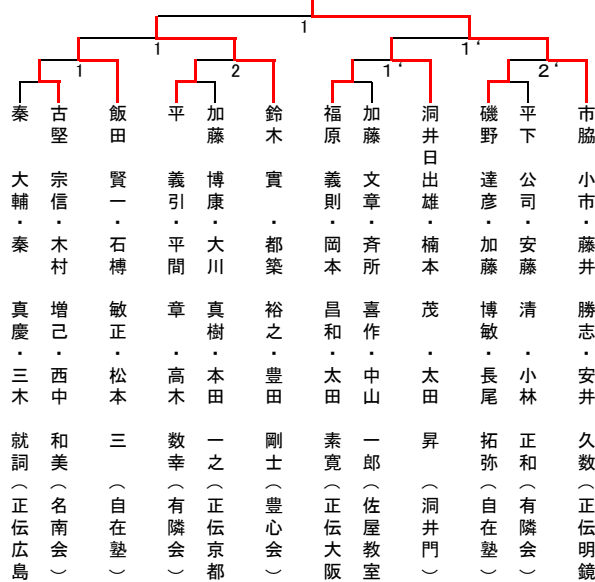 1
1
1‘
1
2
1‘
2‘
秦 大輔・秦 真慶・三木 就詞（正伝広島
古堅 宗信・木村 増己・西中 和美（名南会）
飯田 賢一・石榑 敏正・松本 三（自在塾）
平 義引・平間 章・高木 数幸（有隣会）
加藤 博康・大川 真樹・本田 一之（正伝京都
鈴木 實・都築 裕之・豊田 剛士（豊心会）
福原 義則・岡本 昌和・太田 素寛（正伝大阪
加藤 文章・斉所 喜作・中山 一郎（佐屋教室
洞井日出雄・楠本 茂・太田 昇（洞井門）
磯野 達彦・加藤 博敏・長尾 拓弥（自在塾）
平下 公司・安藤 清・小林 正和（有隣会）
市脇 小市・藤井 勝志・安井 久数（正伝明鏡